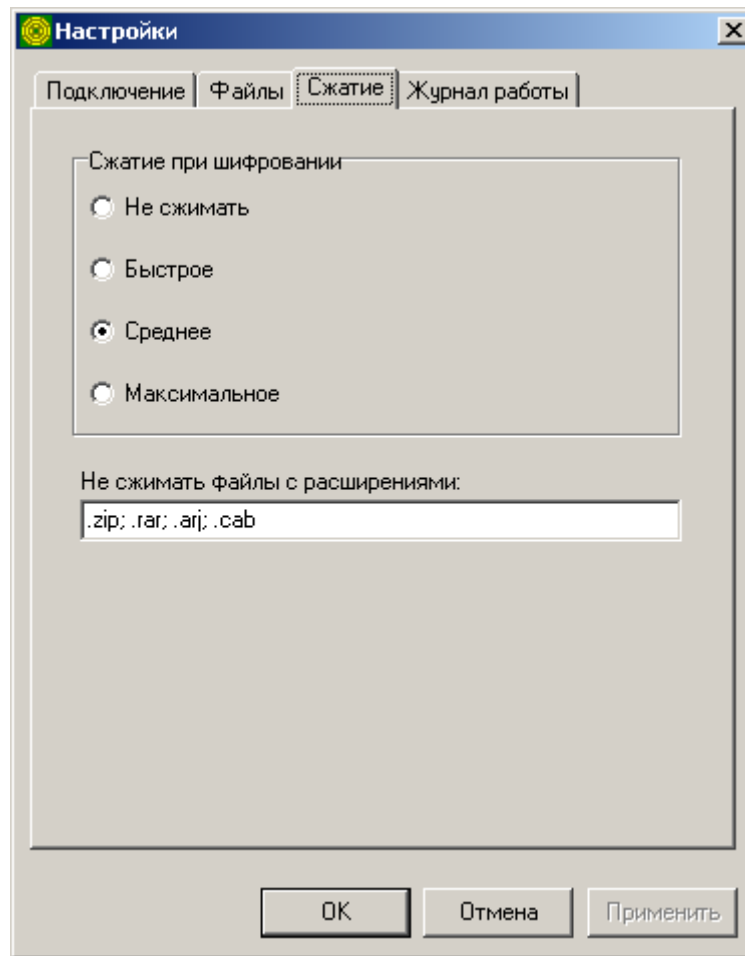 Настройки
Подключение Файлы Сжатие Журнал работы
Сжатие при шифровании
Не сжимать
Быстрое
Среднее
Максимальное
Не сжимать файлы с расширениями:
.zip; .rar; .arj; .cab
OK Отмена Применить